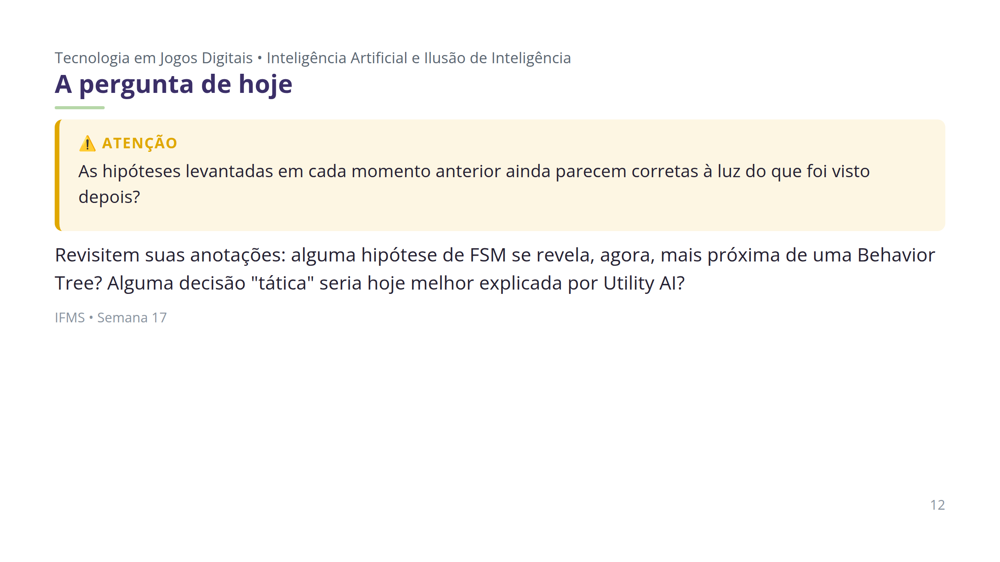 Tecnologia em Jogos Digitais • Inteligência Artificial e Ilusão de Inteligência
A pergunta de hoje
⚠️ ATENÇÃO
As hipóteses levantadas em cada momento anterior ainda parecem corretas à luz do que foi visto
depois?
Revisitem suas anotações: alguma hipótese de FSM se revela, agora, mais próxima de uma Behavior
Tree? Alguma decisão "tática" seria hoje melhor explicada por Utility AI?
IFMS • Semana 17
12